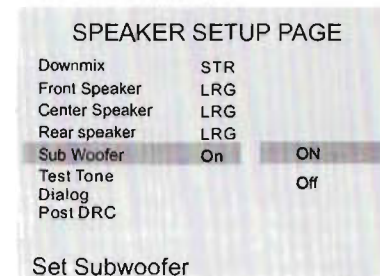 SPEAKER SETUP PAGE
Downmix STR
Front Speaker LRG
Center Speaker LRG
Rear speaker LRG
Sub Woofer On ON
Test Tone Off
Dialog
Post DRC
Set Subwoofer